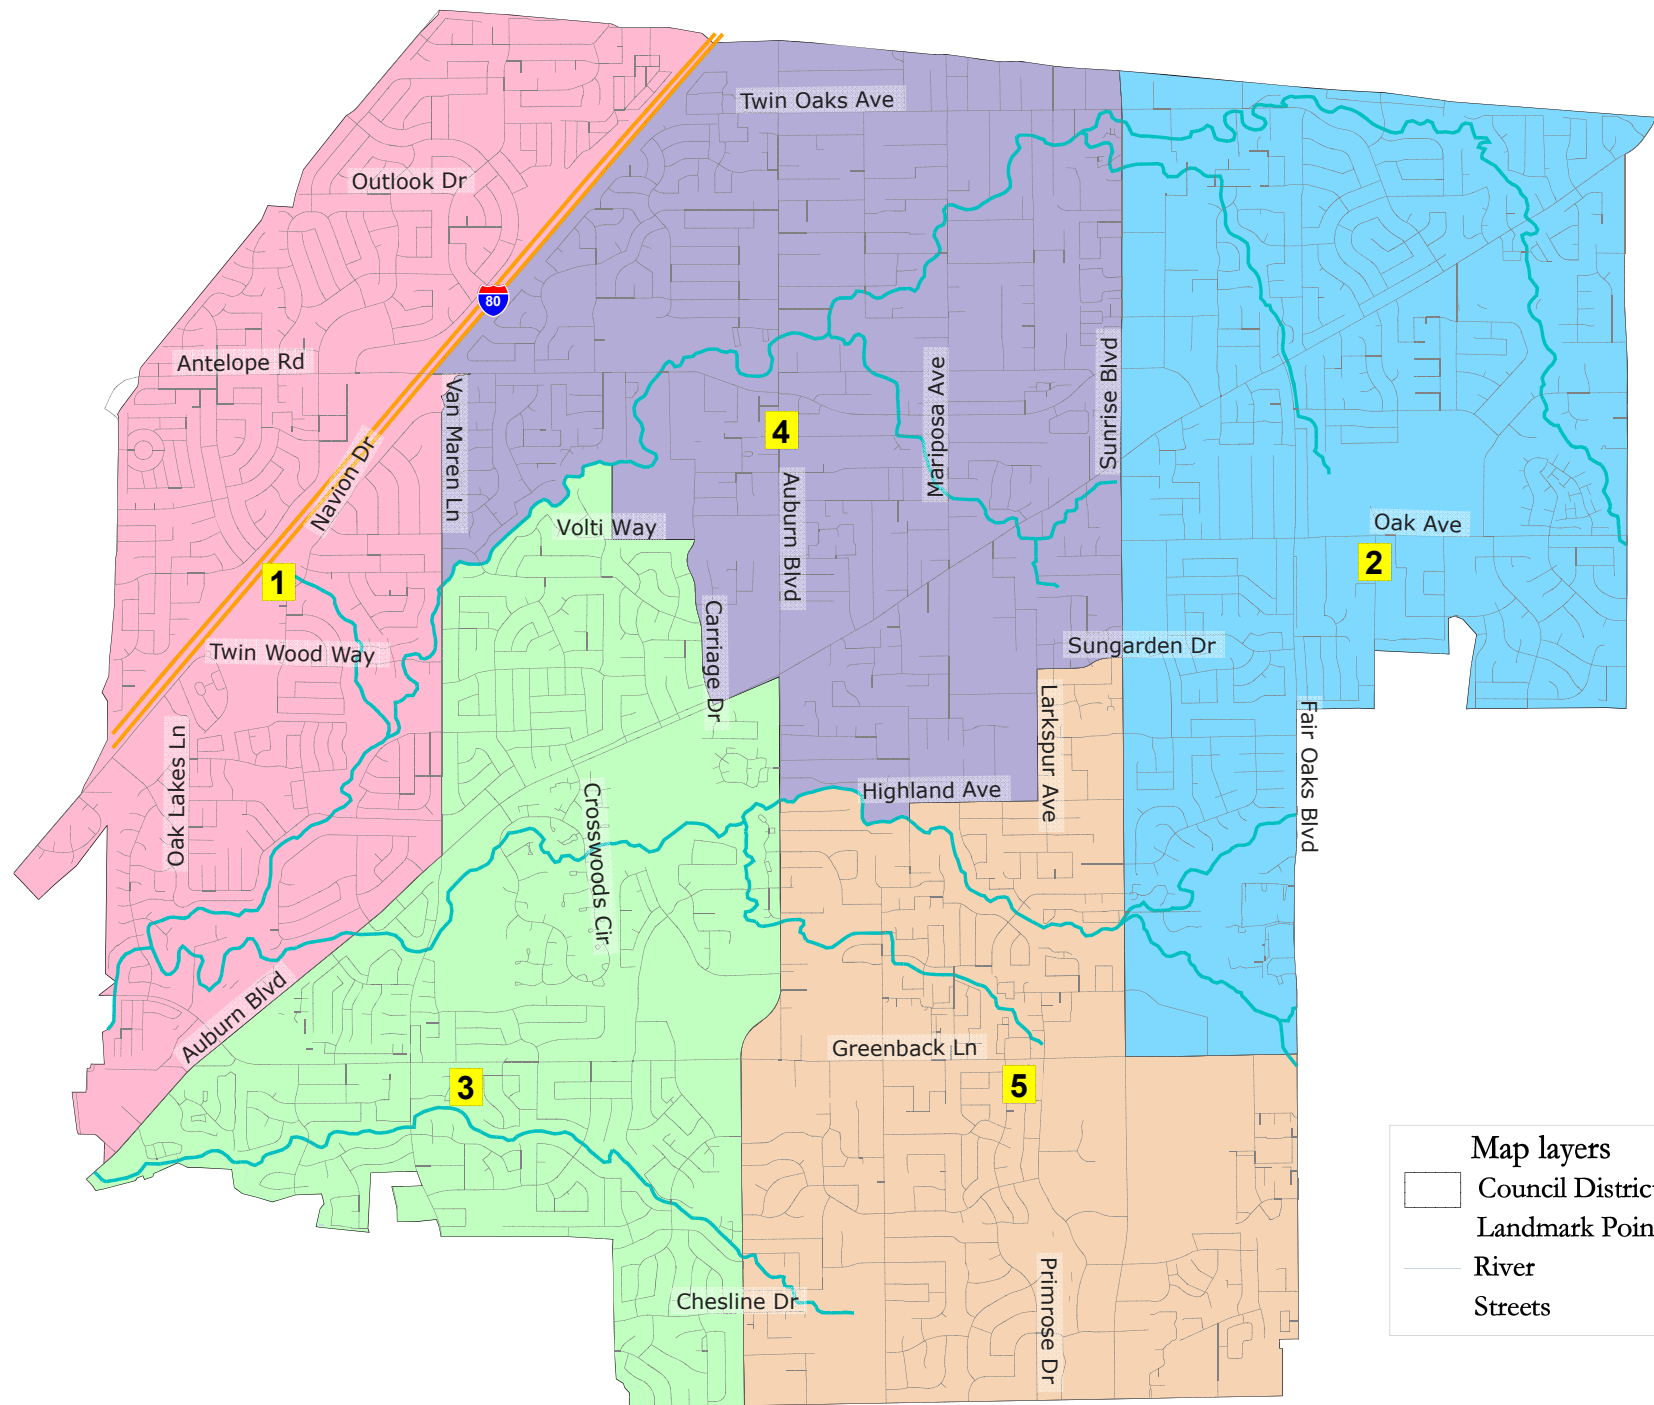 Twin Oaks Ave
Outlook Dr
80
Antelope Rd
Van Maren Ln
Mariposa Ave
Sunrise Blvd
4
Navion Dr
Auburn Blvd
Volti Way
Oak Ave
1
2
Carriage Dr
Twin Wood Way
Sungarden Dr
Larkspur Ave
Fair Oaks Blvd
Oak Lakes Ln
Crosswoods Cir
Highland Ave
Auburn Blvd
Greenback Ln
3
5
Chesline Dr
Primrose Dr
Map layers
Council Distric
Landmark Poin
River
Streets